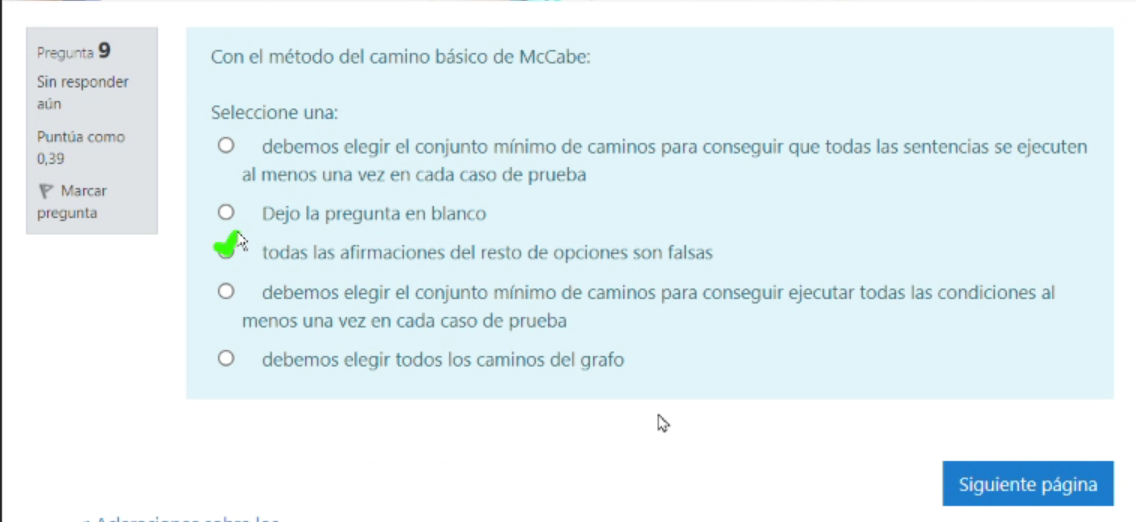 Pregunta 9
Sin responder
aún
Puntúa como
0,39
Marcar
pregunta
Con el método del camino básico de McCabe:
Seleccione una:
debemos elegir el conjunto mínimo de caminos para conseguir que todas las sentencias se ejecuten
al menos una vez en cada caso de prueba
Dejo la pregunta en blanco
todas las afirmaciones del resto de opciones son falsas
debemos elegir el conjunto mínimo de caminos para conseguir ejecutar todas las condiciones al
menos una vez en cada caso de prueba
debemos elegir todos los caminos del grafo
Siguiente página